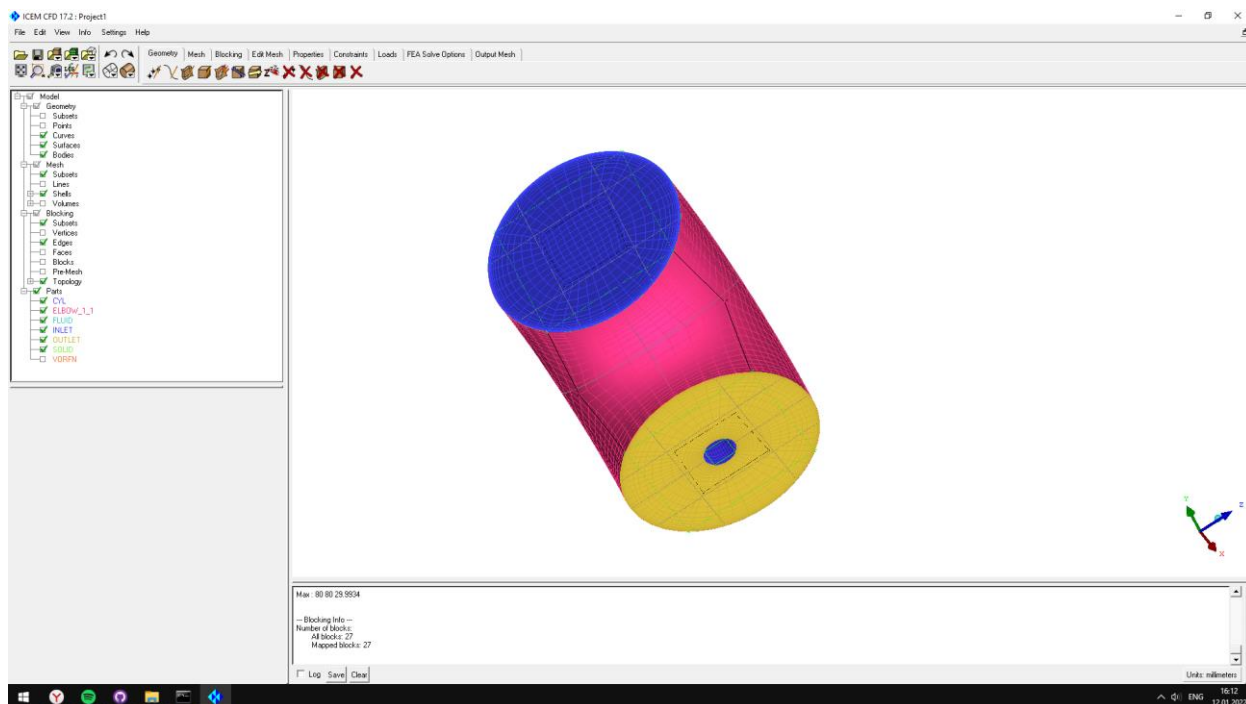 ICEM CFD 17.2 : Project1
File Edit View Info Settings Help
Geometry Mesh Blocking Edit Mesh Properties Constraints Loads FEA Solve Options Output Mesh
Model
Geometry
Subsets
Points
Curves
Surfaces
Bodies
Mesh
Subsets
Lines
Shells
Volumes
Blocking
Subsets
Vertices
Edges
Faces
Blocks
Pre-Mesh
Topology
Parts
CYL
ELBOW_1_1
FLUID
INLET
OUTLET
SOLID
VORFN
Y
Z
X
Max : 80 80 29.9934
--- Blocking Info ---
Number of blocks:
All blocks: 27
Mapped blocks: 27
Log Save Clear
Units: millimeters
ENG
16:12
12.01.2022